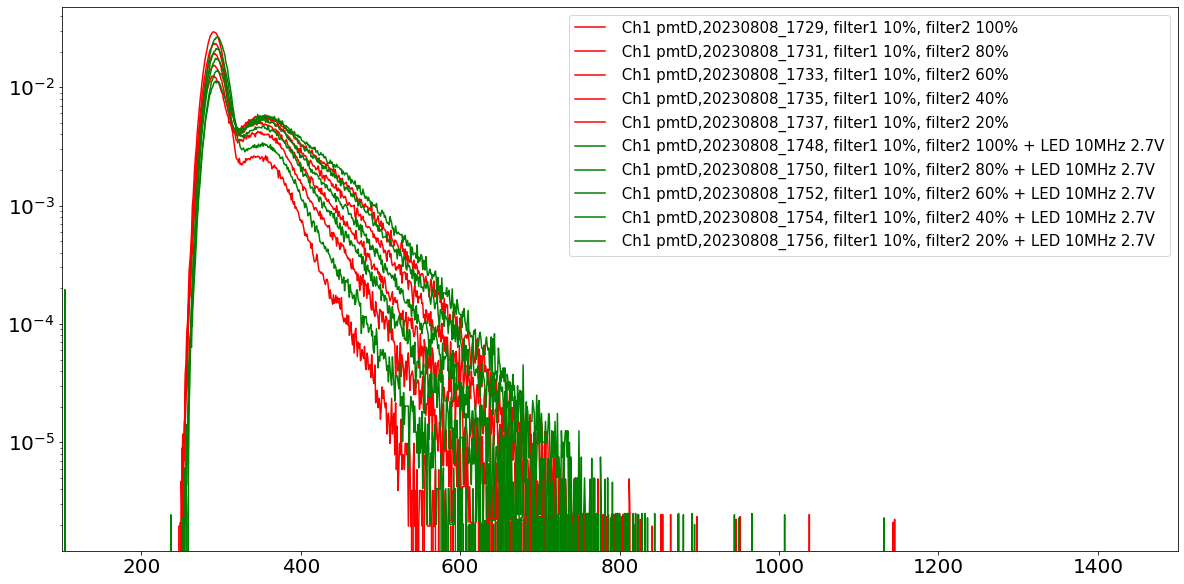 Ch1 pmtD,20230808_1729, filter1 10%, filter2 100%
Ch1 pmtD,20230808_1731, filter1 10%, filter2 80%
Ch1 pmtD,20230808_1733, filter1 10%, filter2 60%
Ch1 pmtD,20230808_1735, filter1 10%, filter2 40%
Ch1 pmtD,20230808_1737, filter1 10%, filter2 20%
Ch1 pmtD,20230808_1748, filter1 10%, filter2 100% + LED 10MHz 2.7V
Ch1 pmtD,20230808_1750, filter1 10%, filter2 80% + LED 10MHz 2.7V
Ch1 pmtD,20230808_1752, filter1 10%, filter2 60% + LED 10MHz 2.7V
Ch1 pmtD,20230808_1754, filter1 10%, filter2 40% + LED 10MHz 2.7V
Ch1 pmtD,20230808_1756, filter1 10%, filter2 20% + LED 10MHz 2.7V
10⁻²
10⁻³
10⁻⁴
10⁻⁵
200 400 600 800 1000 1200 1400